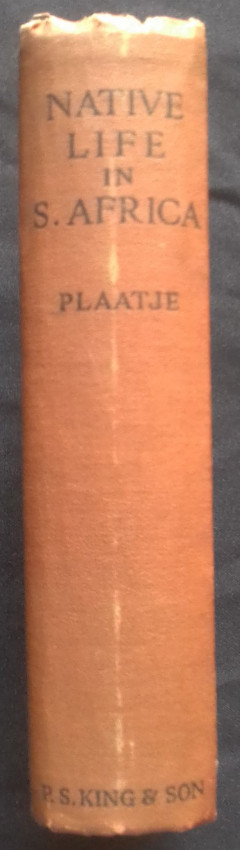 NATIVE
LIFE
IN
S. AFRICA
PLAATJE
P. S. KING & SON